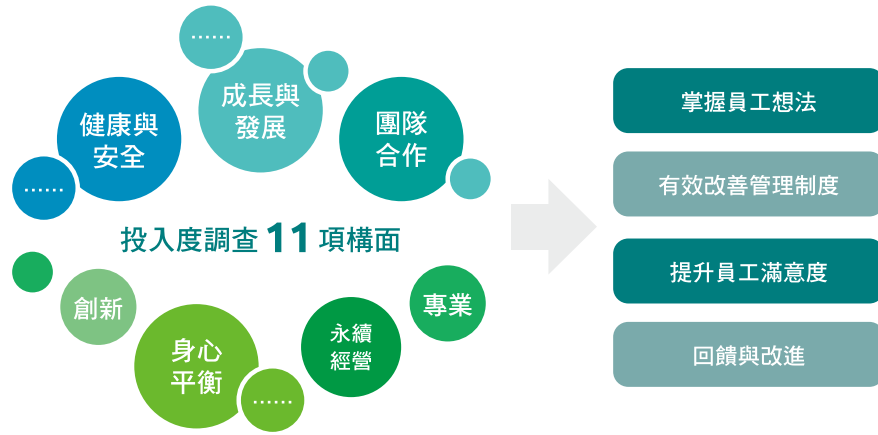 ……
成長與
發展
健康與
安全
團隊
合作
……
投入度調查 11 項構面
創新
身心
平衡
……
永續
經營
專業
掌握員工想法
有效改善管理制度
提升員工滿意度
回饋與改進